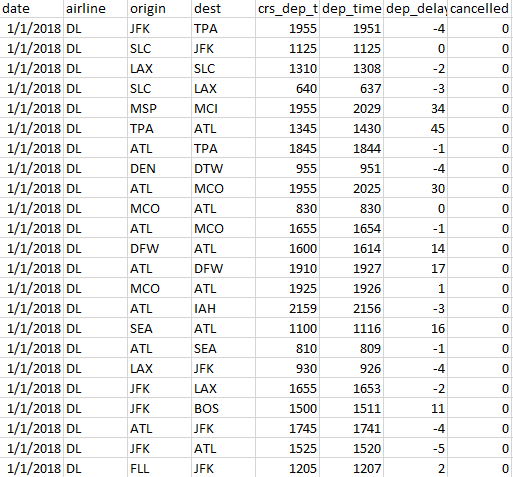 date airline origin dest crs_dep_t dep_time dep_delay cancelled
1/1/2018 DL JFK TPA 1955 1951 -4 0
1/1/2018 DL SLC JFK 1125 1125 0 0
1/1/2018 DL LAX SLC 1310 1308 -2 0
1/1/2018 DL SLC LAX 640 637 -3 0
1/1/2018 DL MSP MCI 1955 2029 34 0
1/1/2018 DL TPA ATL 1345 1430 45 0
1/1/2018 DL ATL TPA 1845 1844 -1 0
1/1/2018 DL DEN DTW 955 951 -4 0
1/1/2018 DL ATL MCO 1955 2025 30 0
1/1/2018 DL MCO ATL 830 830 0 0
1/1/2018 DL ATL MCO 1655 1654 -1 0
1/1/2018 DL DFW ATL 1600 1614 14 0
1/1/2018 DL ATL DFW 1910 1927 17 0
1/1/2018 DL MCO ATL 1925 1926 1 0
1/1/2018 DL ATL IAH 2159 2156 -3 0
1/1/2018 DL SEA ATL 1100 1116 16 0
1/1/2018 DL ATL SEA 810 809 -1 0
1/1/2018 DL LAX JFK 930 926 -4 0
1/1/2018 DL JFK LAX 1655 1653 -2 0
1/1/2018 DL JFK BOS 1500 1511 11 0
1/1/2018 DL ATL JFK 1745 1741 -4 0
1/1/2018 DL JFK ATL 1525 1520 -5 0
1/1/2018 DL FLL JFK 1205 1207 2 0